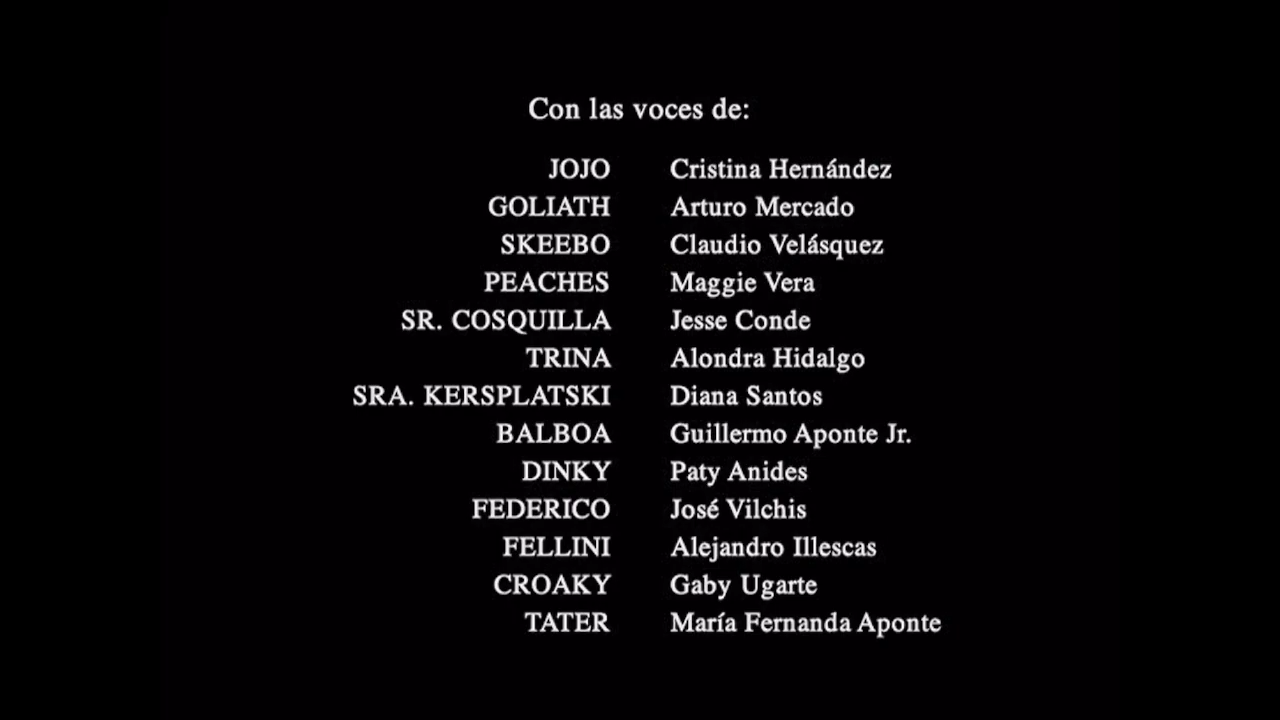 Con las voces de:
JOJO Cristina Hernández
GOLIATH Arturo Mercado
SKEEBO Claudio Velásquez
PEACHES Maggie Vera
SR. COSQUILLA Jesse Conde
TRINA Alondra Hidalgo
SRA. KERSPLATSKI Diana Santos
BALBOA Guillermo Aponte Jr.
DINKY Paty Anides
FEDERICO José Vilchis
FELLINI Alejandro Illescas
CROAKY Gaby Ugarte
TATER María Fernanda Aponte